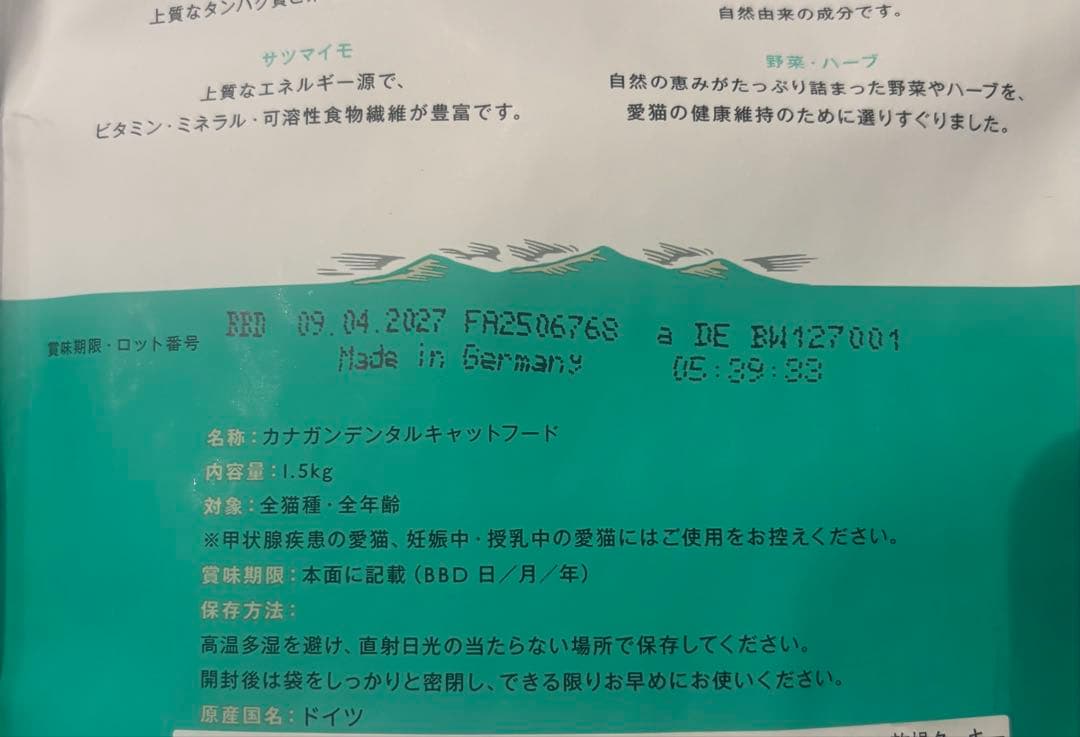 上質なタンパク質と
自然由来の成分です。
サツマイモ
上質なエネルギー源で、
ビタミン・ミネラル・可溶性食物繊維が豊富です。
野菜・ハーブ
自然の恵みがたっぷり詰まった野菜やハーブを、
愛猫の健康維持のために選りすぐりました。
賞味期限・ロット番号
BBD 09.04.2027 FA2506768 a DE BW127001
Made in Germany 05:39:33
名称：カナガンデンタルキャットフード
内容量：1.5kg
対象：全猫種・全年齢
※甲状腺疾患の愛猫、妊娠中・授乳中の愛猫にはご使用をお控えください。
賞味期限：本面に記載（BBD 日／月／年）
保存方法：
高温多湿を避け、直射日光の当たらない場所で保存してください。
開封後は袋をしっかりと密閉し、できる限りお早めにお使いください。
原産国名：ドイツ